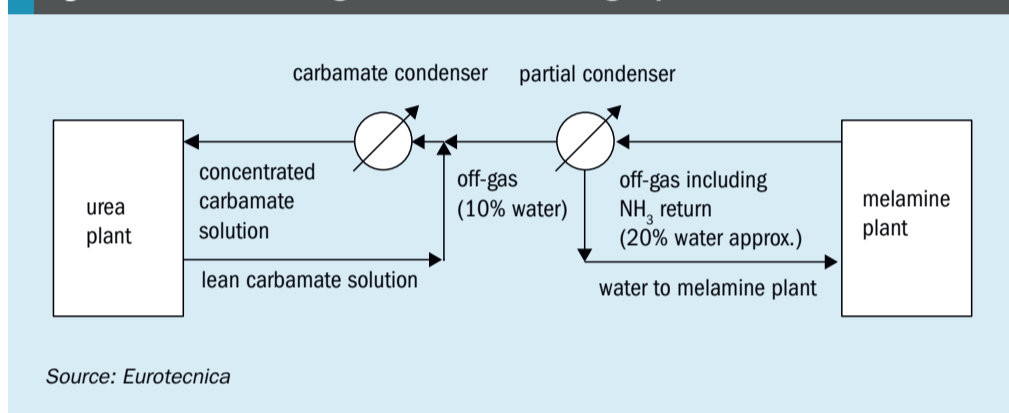 carbamate condenser
partial condenser
urea
plant
concentrated
carbamate
solution
lean carbamate solution
off-gas
(10% water)
off-gas including
NH3 return
(20% water approx.)
water to melamine plant
melamine
plant
Source: Eurotecnica